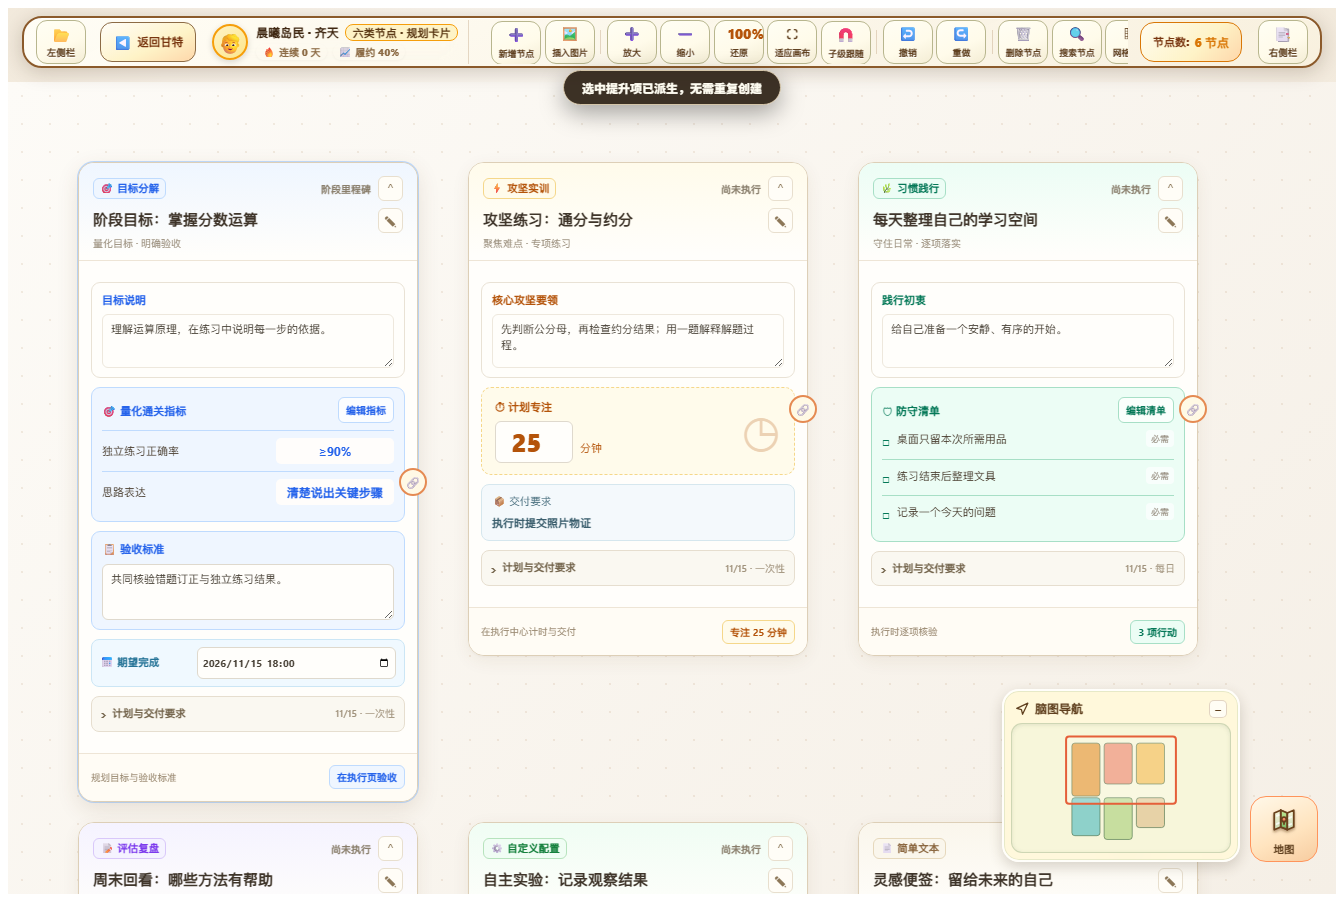 左侧栏
返回甘特
晨曦岛民 · 齐天
六类节点 · 规划卡片
连续 0 天
履约 40%
新增节点
插入图片
放大
缩小
100%
还原
适应画布
子级跟随
撤销
重做
删除节点
搜索节点
网格
节点数: 6 节点
右侧栏
选中提升项已派生，无需重复创建
目标分解
阶段里程碑
阶段目标：掌握分数运算
量化目标 · 明确验收
目标说明
理解运算原理，在练习中说明每一步的依据。
量化通关指标
编辑指标
独立练习正确率
≥90%
思路表达
清楚说出关键步骤
验收标准
共同核验错题订正与独立练习结果。
期望完成
2026/11/15 18:00
计划与交付要求
11/15 · 一次性
规划目标与验收标准
在执行页验收
攻坚实训
尚未执行
攻坚练习：通分与约分
聚焦难点 · 专项练习
核心攻坚要领
先判断公分母，再检查约分结果；用一题解释解题过
程。
计划专注
25
分钟
交付要求
执行时提交照片物证
计划与交付要求
11/15 · 一次性
在执行中心计时与交付
专注 25 分钟
习惯践行
尚未执行
每天整理自己的学习空间
守住日常 · 逐项落实
践行初衷
给自己准备一个安静、有序的开始。
防守清单
编辑清单
桌面只留本次所需用品
必需
练习结束后整理文具
必需
记录一个今天的问题
必需
计划与交付要求
11/15 · 每日
执行时逐项核验
3 项行动
评估复盘
尚未执行
周末回看：哪些方法有帮助
自定义配置
尚未执行
自主实验：记录观察结果
简单文本
灵感便签：留给未来的自己
脑图导航
地图